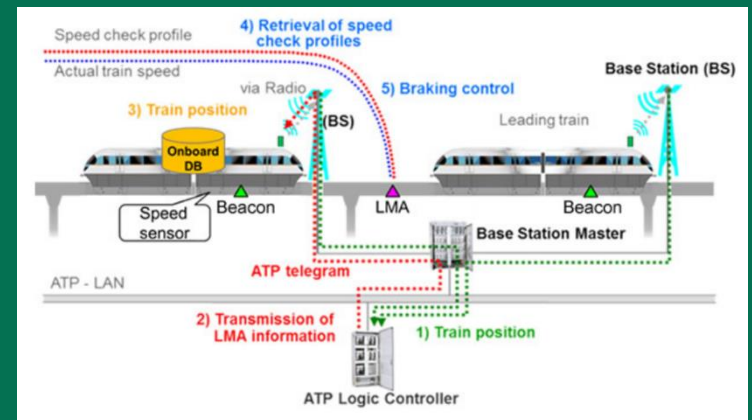 Speed check profile
4) Retrieval of speed
check profiles
Actual train speed
via Radio
5) Braking control
Base Station (BS)
3) Train position
(BS)
Leading train
Onboard
DB
Speed
sensor
Beacon
LMA
Beacon
Base Station Master
ATP telegram
ATP - LAN
2) Transmission of
LMA information
1) Train position
ATP Logic Controller